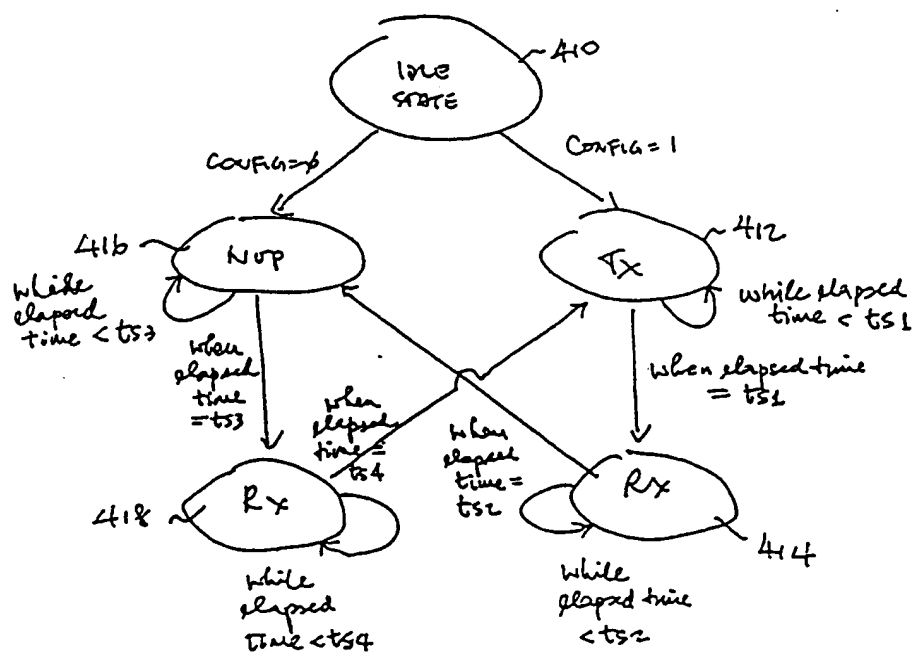 IDLE
STATE
410
CONFIG=0
CONFIG=1
416
NOP
412
Tx
while
elapsed
time < ts3
while elapsed
time < ts1
when
elapsed
time
=ts3
when
elapsed
time =
ts4
when
elapsed
time =
ts2
when elapsed time
= ts1
418
Rx
Rx
414
while
elapsed
time < ts4
while
elapsed time
< ts2